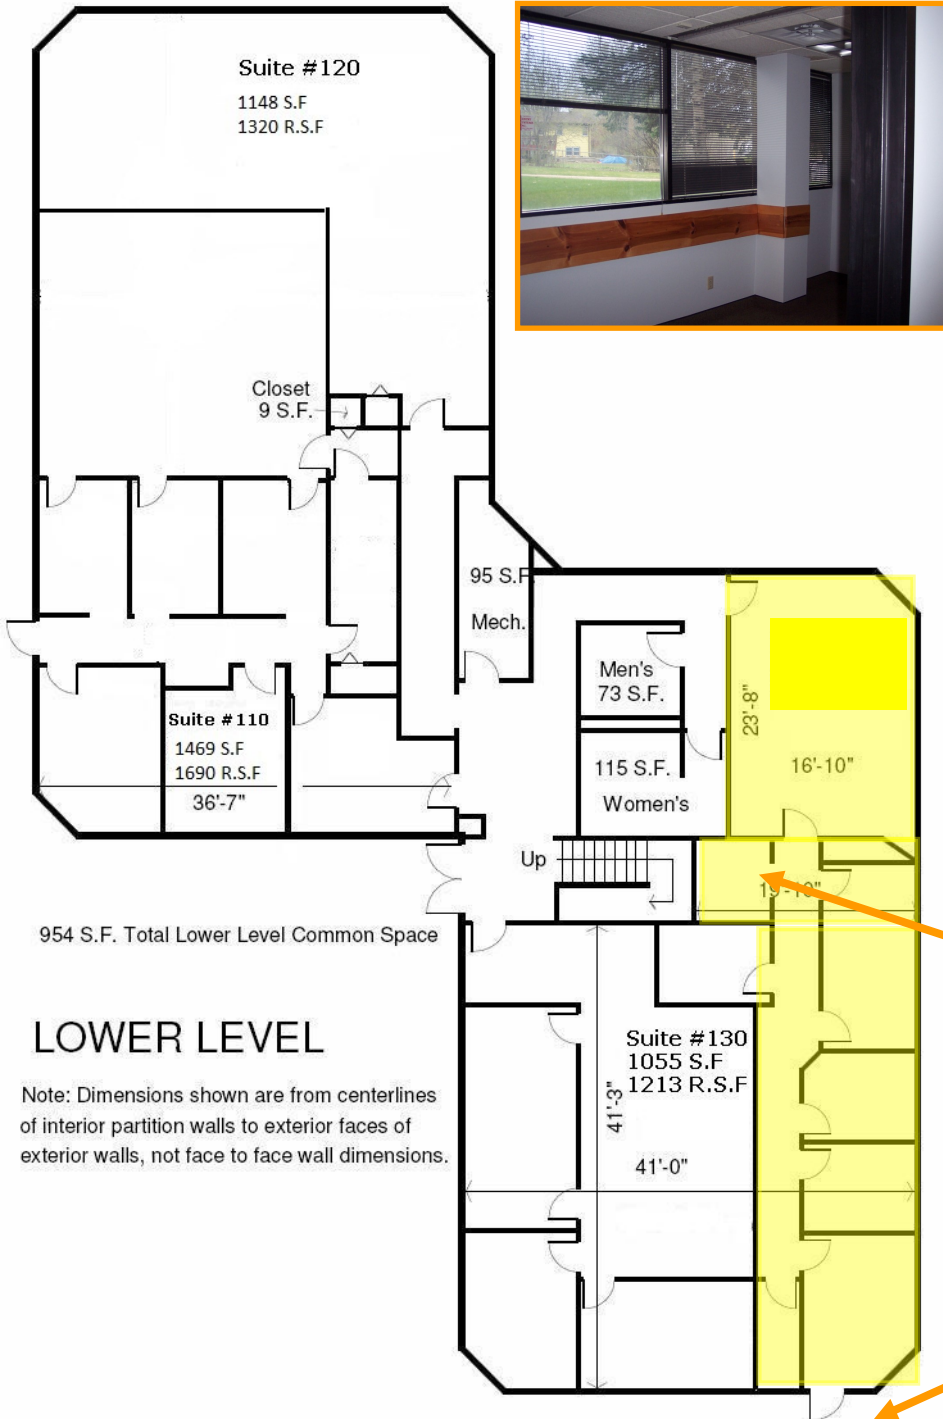 Suite #120
1148 S.F
1320 R.S.F
Closet
9 S.F.
95 S.F.
Mech.
Men's
73 S.F.
23'-8"
16'-10"
Suite #110
1469 S.F
1690 R.S.F
36'-7"
115 S.F.
Women's
Up
19'-10"
954 S.F. Total Lower Level Common Space
LOWER LEVEL
Note: Dimensions shown are from centerlines
of interior partition walls to exterior faces of
exterior walls, not face to face wall dimensions.
Suite #130
1055 S.F
1213 R.S.F
41'-3"
41'-0"